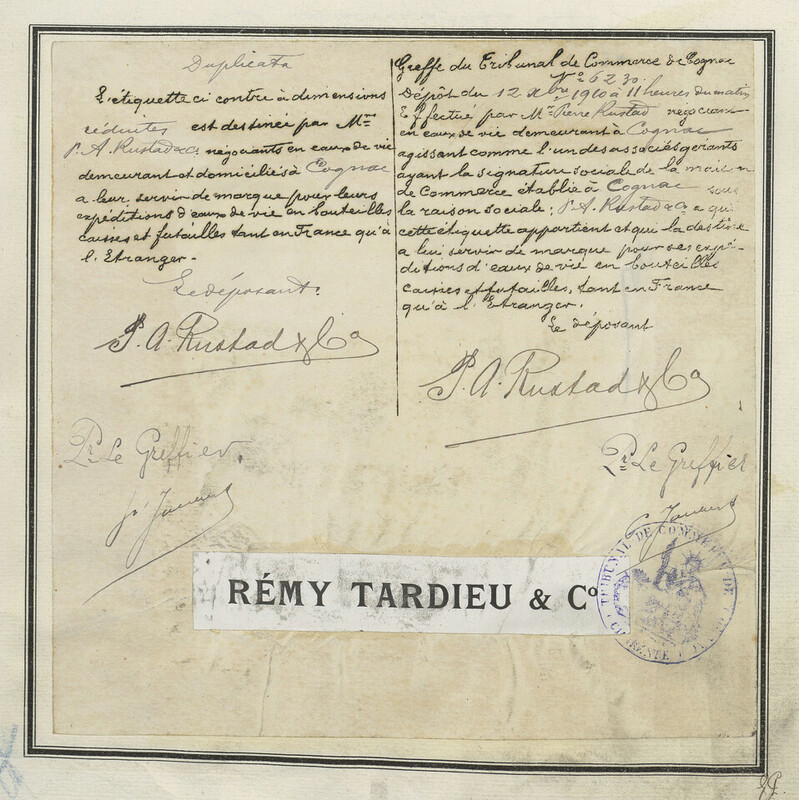 Duplicata
L'étiquette ci contre à dimensions
réduites est destinée par Mrs
P. A. Rustad & Co négociants en eaux de vie
demeurant et domiciliés à Cognac
a leur servir de marque pour leurs
expéditions d'eaux de vie en bouteilles
caisses et futailles tant en France qu'à
l'Etranger -
Le déposant.
P. A. Rustad & Co
Pr Le Greffier.
Greffe du Tribunal de Commerce de Cognac
No 6230.
Dépôt du 12 Xbre 1910 à 11 heures du matin
Effectué par Mr Pierre Rustad négociant
en eaux de vie demeurant à Cognac
agissant comme l'un des associés gérants
ayant la signature sociale de la maison
de Commerce établie à Cognac sous
la raison sociale: P. A. Rustad & Co a qui
cette étiquette appartient et qui la destine
a lui servir de marque pour ses expé-
ditions d'eaux de vie en bouteilles
caisses et futailles, tant en France
qu'à l'Etranger.
Le déposant
P. A. Rustad & Co
Pr Le Greffier
RÉMY TARDIEU & Co
TRIBUNAL DE COMMERCE DE
CHARENTE